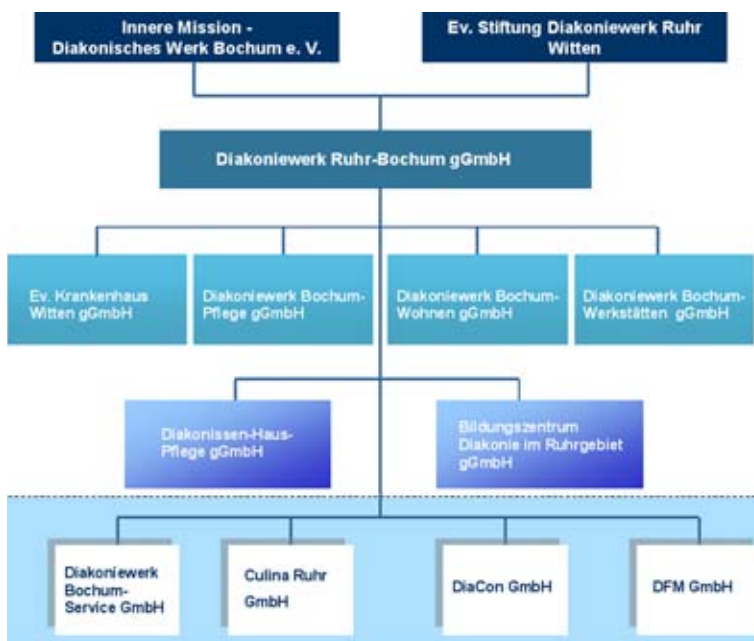 Innere Mission -
Diakonisches Werk Bochum e. V.
Ev. Stiftung Diakoniewerk Ruhr
Witten
Diakoniewerk Ruhr-Bochum gGmbH
Ev. Krankenhaus
Witten gGmbH
Diakoniewerk Bochum-
Pflege gGmbH
Diakoniewerk Bochum-
Wohnen gGmbH
Diakoniewerk Bochum-
Werkstätten gGmbH
Diakonissen-Haus-
Pflege gGmbH
Bildungszentrum
Diakonie im Ruhrgebiet
gGmbH
Diakoniewerk
Bochum-
Service GmbH
Culina Ruhr
GmbH
DiaCon GmbH
DFM GmbH